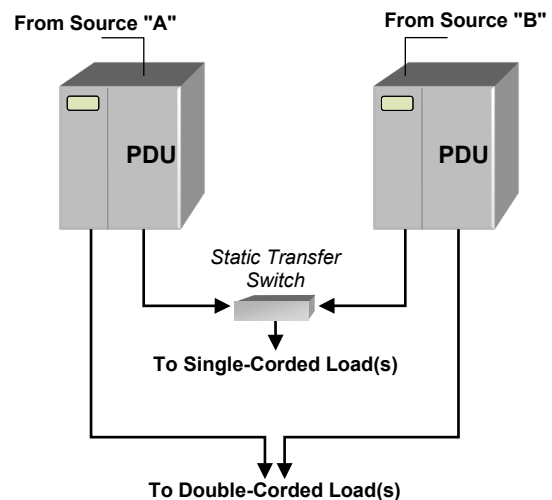 From Source "A"
From Source "B"
PDU
PDU
Static Transfer
Switch
To Single-Corded Load(s)
To Double-Corded Load(s)